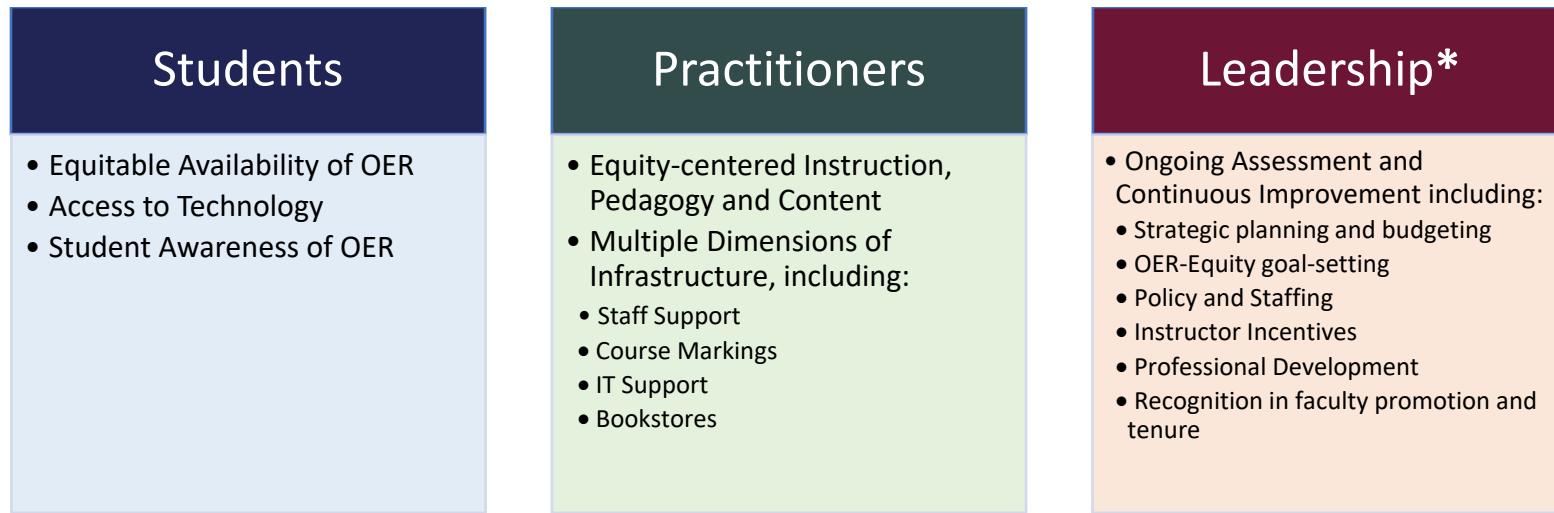 Students
• Equitable Availability of OER
• Access to Technology
• Student Awareness of OER
Practitioners
• Equity-centered Instruction,
Pedagogy and Content
• Multiple Dimensions of
Infrastructure, including:
• Staff Support
• Course Markings
• IT Support
• Bookstores
Leadership*
• Ongoing Assessment and
Continuous Improvement including:
• Strategic planning and budgeting
• OER-Equity goal-setting
• Policy and Staffing
• Instructor Incentives
• Professional Development
• Recognition in faculty promotion and
tenure